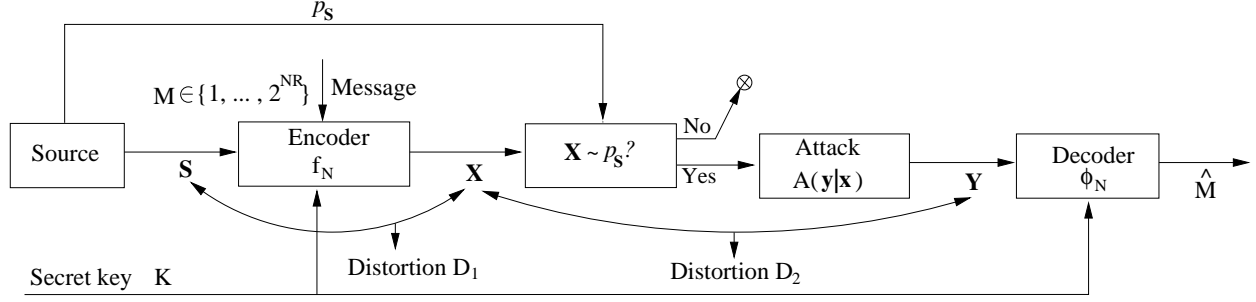 p_S
M ∈ {1, ... , 2^NR}
Message
Source
Encoder
f_N
X ~ p_S ?
No
Yes
Attack
A(y|x)
Decoder
ϕ_N
S
X
Y
M̂
Distortion D_1
Distortion D_2
Secret key K